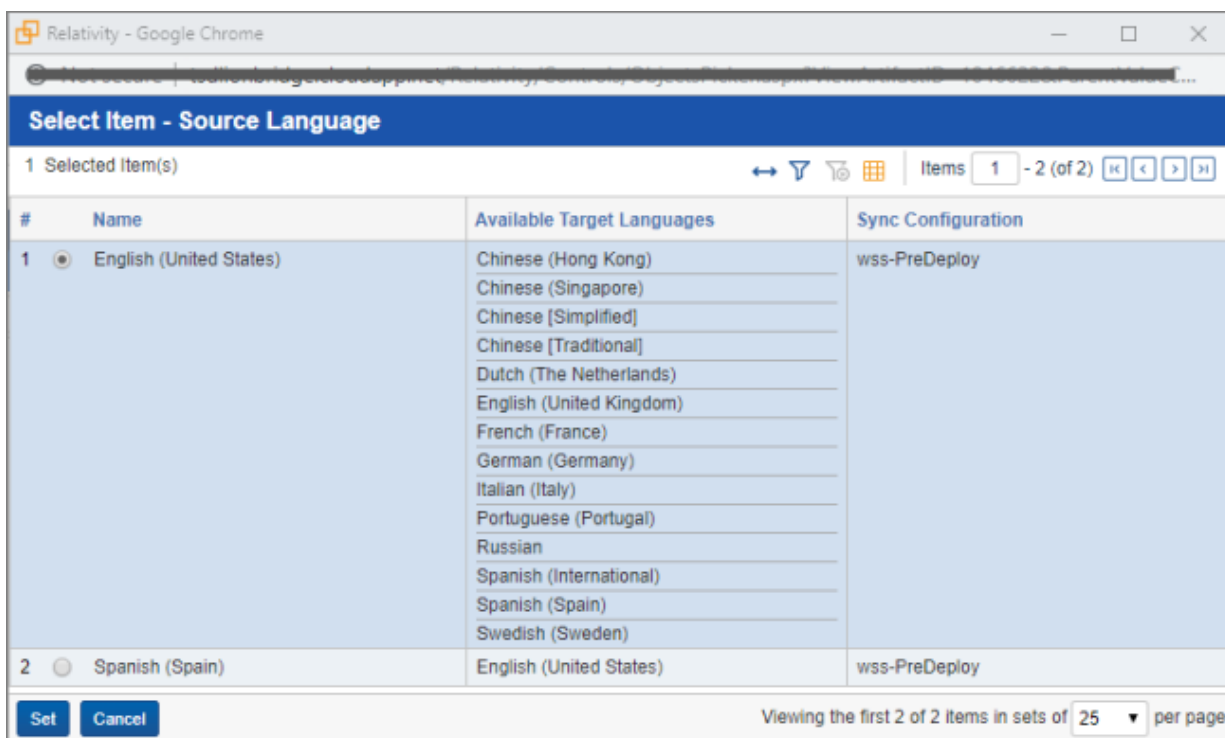 Relativity - Google Chrome
Select Item - Source Language
1 Selected Item(s)
Items 1 - 2 (of 2)
# Name Available Target Languages Sync Configuration
1 English (United States) Chinese (Hong Kong) wss-PreDeploy
Chinese (Singapore)
Chinese [Simplified]
Chinese [Traditional]
Dutch (The Netherlands)
English (United Kingdom)
French (France)
German (Germany)
Italian (Italy)
Portuguese (Portugal)
Russian
Spanish (International)
Spanish (Spain)
Swedish (Sweden)
2 Spanish (Spain) English (United States) wss-PreDeploy
Set Cancel Viewing the first 2 of 2 items in sets of 25 per page